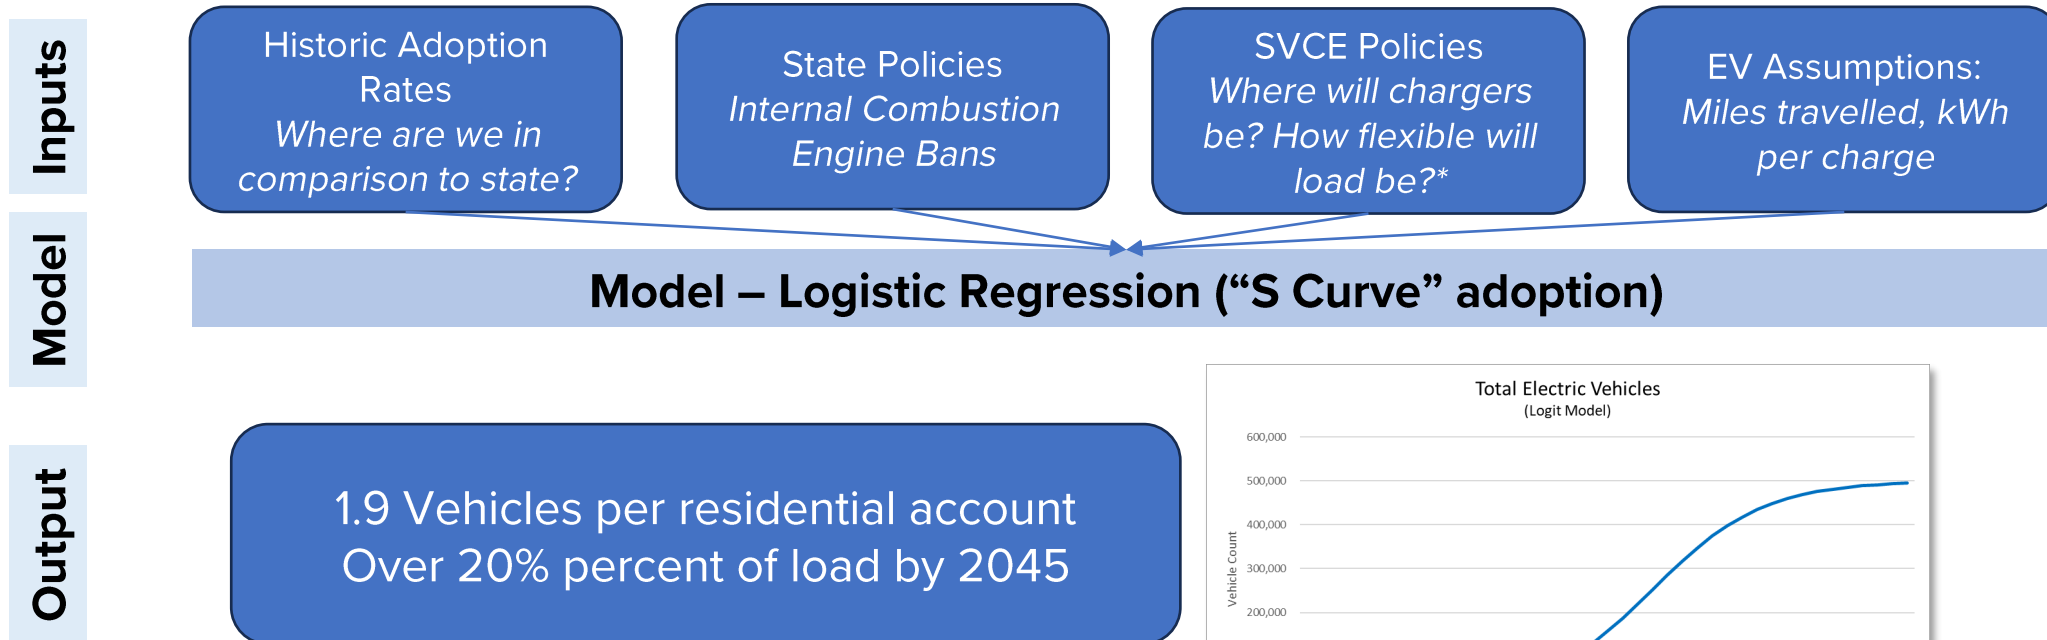 Inputs
Historic Adoption
Rates
Where are we in
comparison to state?
State Policies
Internal Combustion
Engine Bans
SVCE Policies
Where will chargers
be? How flexible will
load be?*
EV Assumptions:
Miles travelled, kWh
per charge
Model
Model – Logistic Regression (“S Curve” adoption)
Output
1.9 Vehicles per residential account
Over 20% percent of load by 2045
Total Electric Vehicles
(Logit Model)
600,000
500,000
400,000
300,000
200,000
Vehicle Count